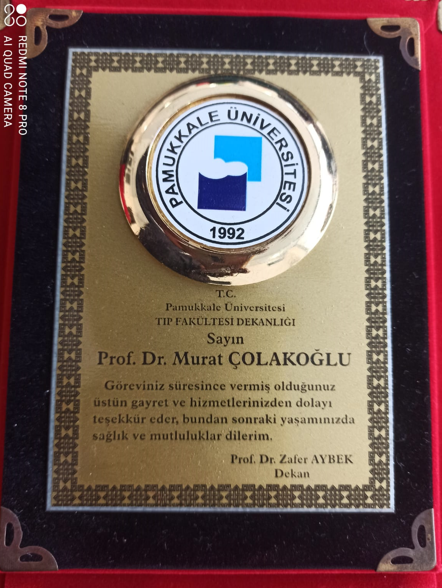 REDMI NOTE 8 PRO
AI QUAD CAMERA
PAMUKKALE ÜNİVERSİTESİ
1992
T.C.
Pamukkale Üniversitesi
TIP FAKÜLTESİ DEKANLIĞI
Sayın
Prof. Dr. Murat ÇOLAKOĞLU
Göreviniz süresince vermiş olduğunuz
üstün gayret ve hizmetlerinizden dolayı
teşekkür eder, bundan sonraki yaşamınızda
sağlık ve mutluluklar dilerim.
Prof. Dr. Zafer AYBEK
Dekan